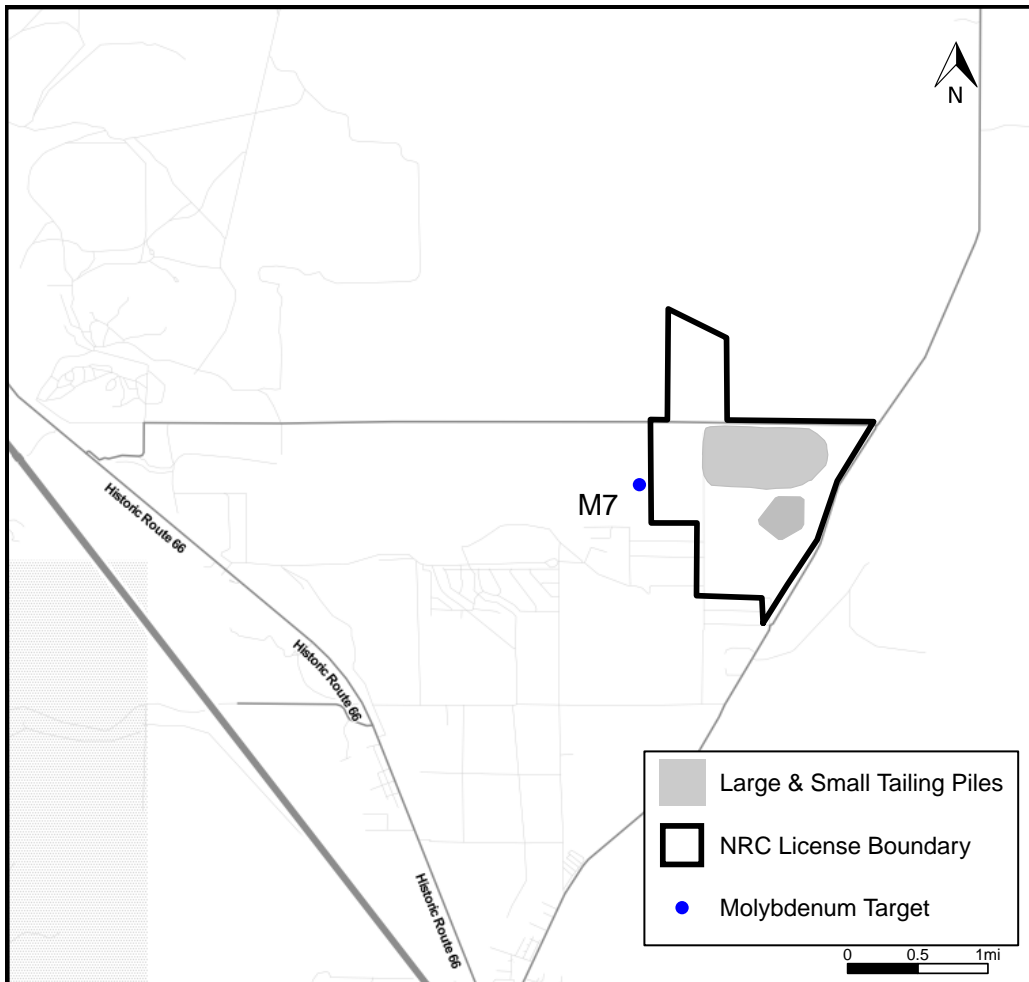 N
M7
Historic Route 66
Historic Route 66
Historic Route 66
Large & Small Tailing Piles
NRC License Boundary
Molybdenum Target
0 0.5 1mi